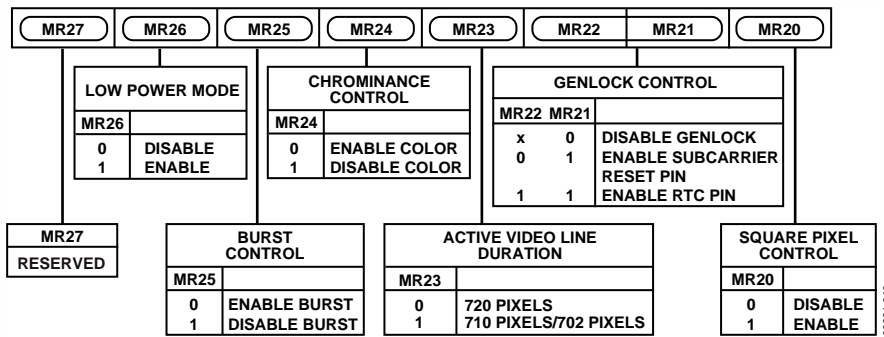 MR27 MR26 MR25 MR24 MR23 MR22 MR21 MR20
LOW POWER MODE
MR26
0 DISABLE
1 ENABLE
CHROMINANCE
CONTROL
MR24
0 ENABLE COLOR
1 DISABLE COLOR
GENLOCK CONTROL
MR22 MR21
x 0 DISABLE GENLOCK
0 1 ENABLE SUBCARRIER
RESET PIN
1 1 ENABLE RTC PIN
MR27
RESERVED
BURST
CONTROL
MR25
0 ENABLE BURST
1 DISABLE BURST
ACTIVE VIDEO LINE
DURATION
MR23
0 720 PIXELS
1 710 PIXELS/702 PIXELS
SQUARE PIXEL
CONTROL
MR20
0 DISABLE
1 ENABLE